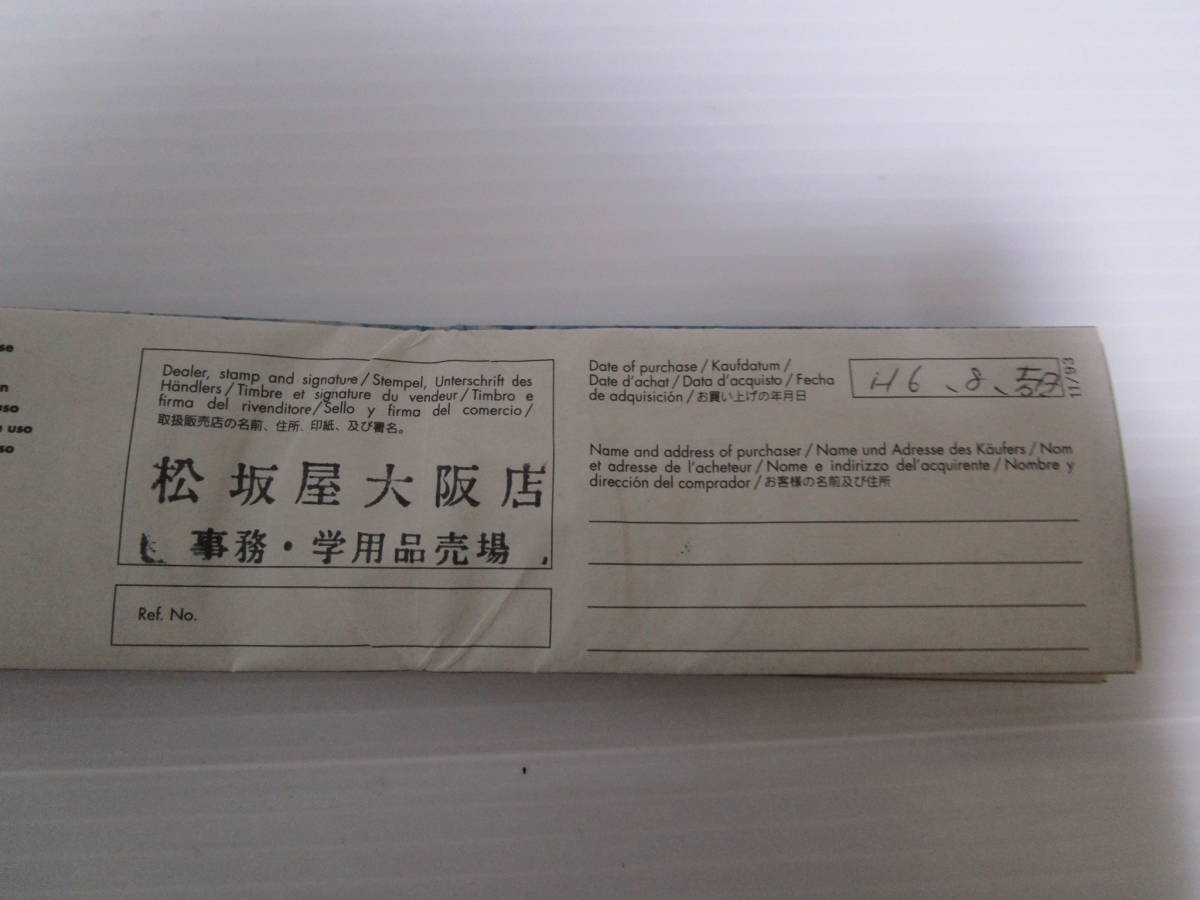 se
n
uso
e uso
so
Dealer, stamp and signature / Stempel, Unterschrift des
Händlers / Timbre et signature du vendeur / Timbro e
firma del rivenditore / Sello y firma del comercio /
取扱販売店の名前、住所、印紙、及び署名。
松坂屋大阪店
事務・学用品売場
Ref. No.
Date of purchase / Kaufdatum /
Date d'achat / Data d'acquisto / Fecha
de adquisición / お買い上げの年月日
H6、8、
11/93
Name and address of purchaser / Name und Adresse des Käufers / Nom
et adresse de l'acheteur / Nome e indirizzo del'acquirente / Nombre y
dirección del comprador / お客様の名前及び住所